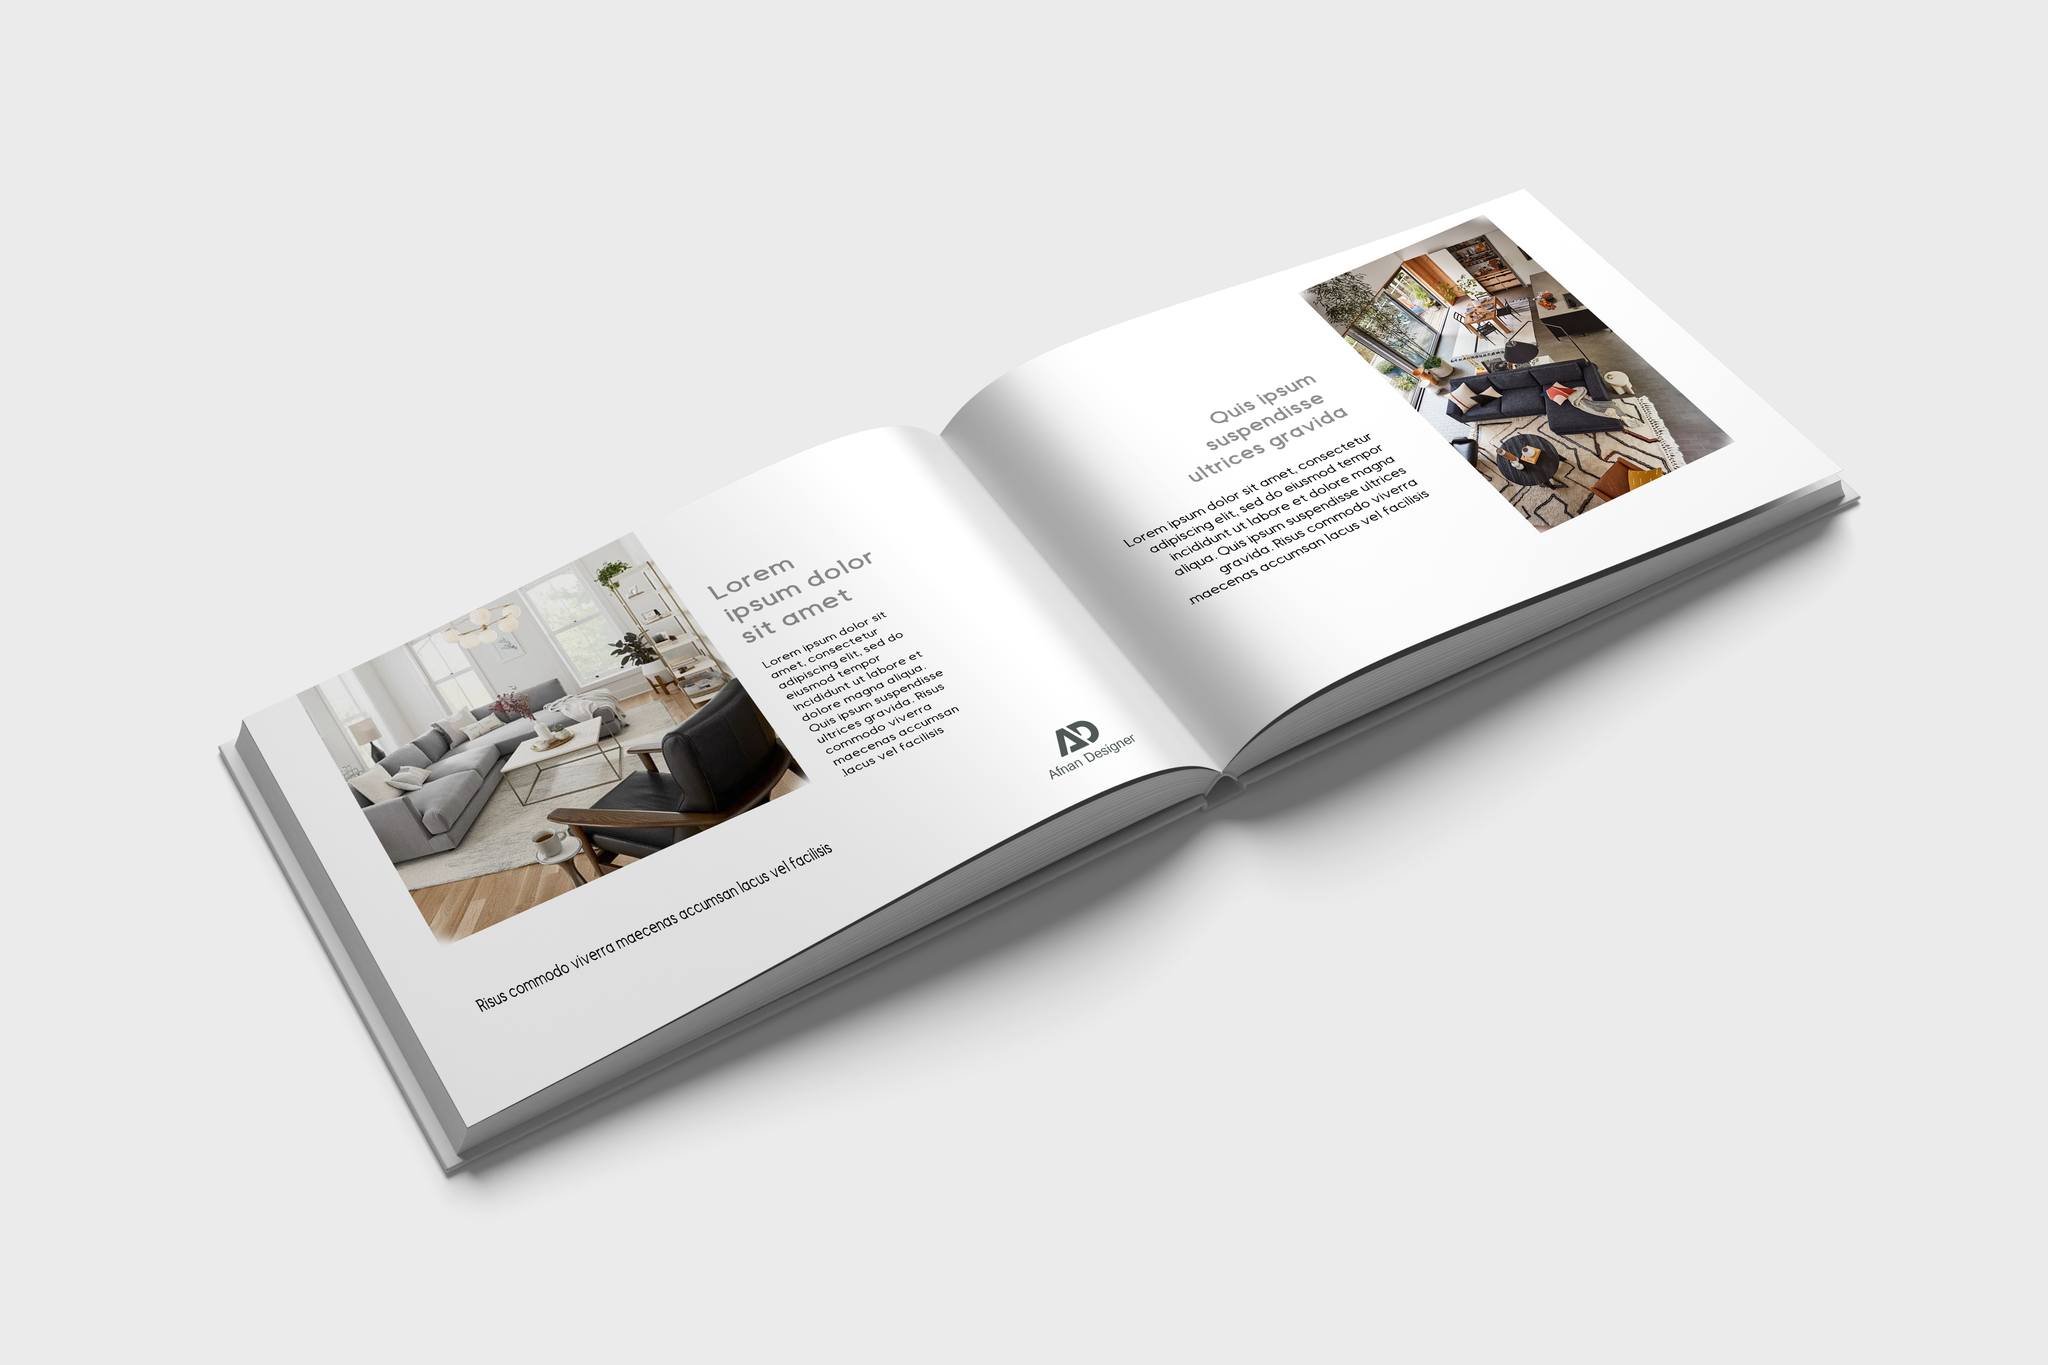 Lorem
ipsum dolor
sit amet
Lorem ipsum dolor sit
amet, consectetur
adipiscing elit, sed do
eiusmod tempor
incididunt ut labore et
dolore magna aliqua.
Quis ipsum suspendisse
ultrices gravida. Risus
commodo viverra
maecenas accumsan
.lacus vel facilisis
Risus commodo viverra maecenas accumsan lacus vel facilisis
AD
Afnan Designer
Quis ipsum
suspendisse
ultrices gravida
Lorem ipsum dolor sit amet, consectetur
adipiscing elit, sed do eiusmod tempor
incididunt ut labore et dolore magna
aliqua. Quis ipsum suspendisse ultrices
gravida. Risus commodo viverra
.maecenas accumsan lacus vel facilisis